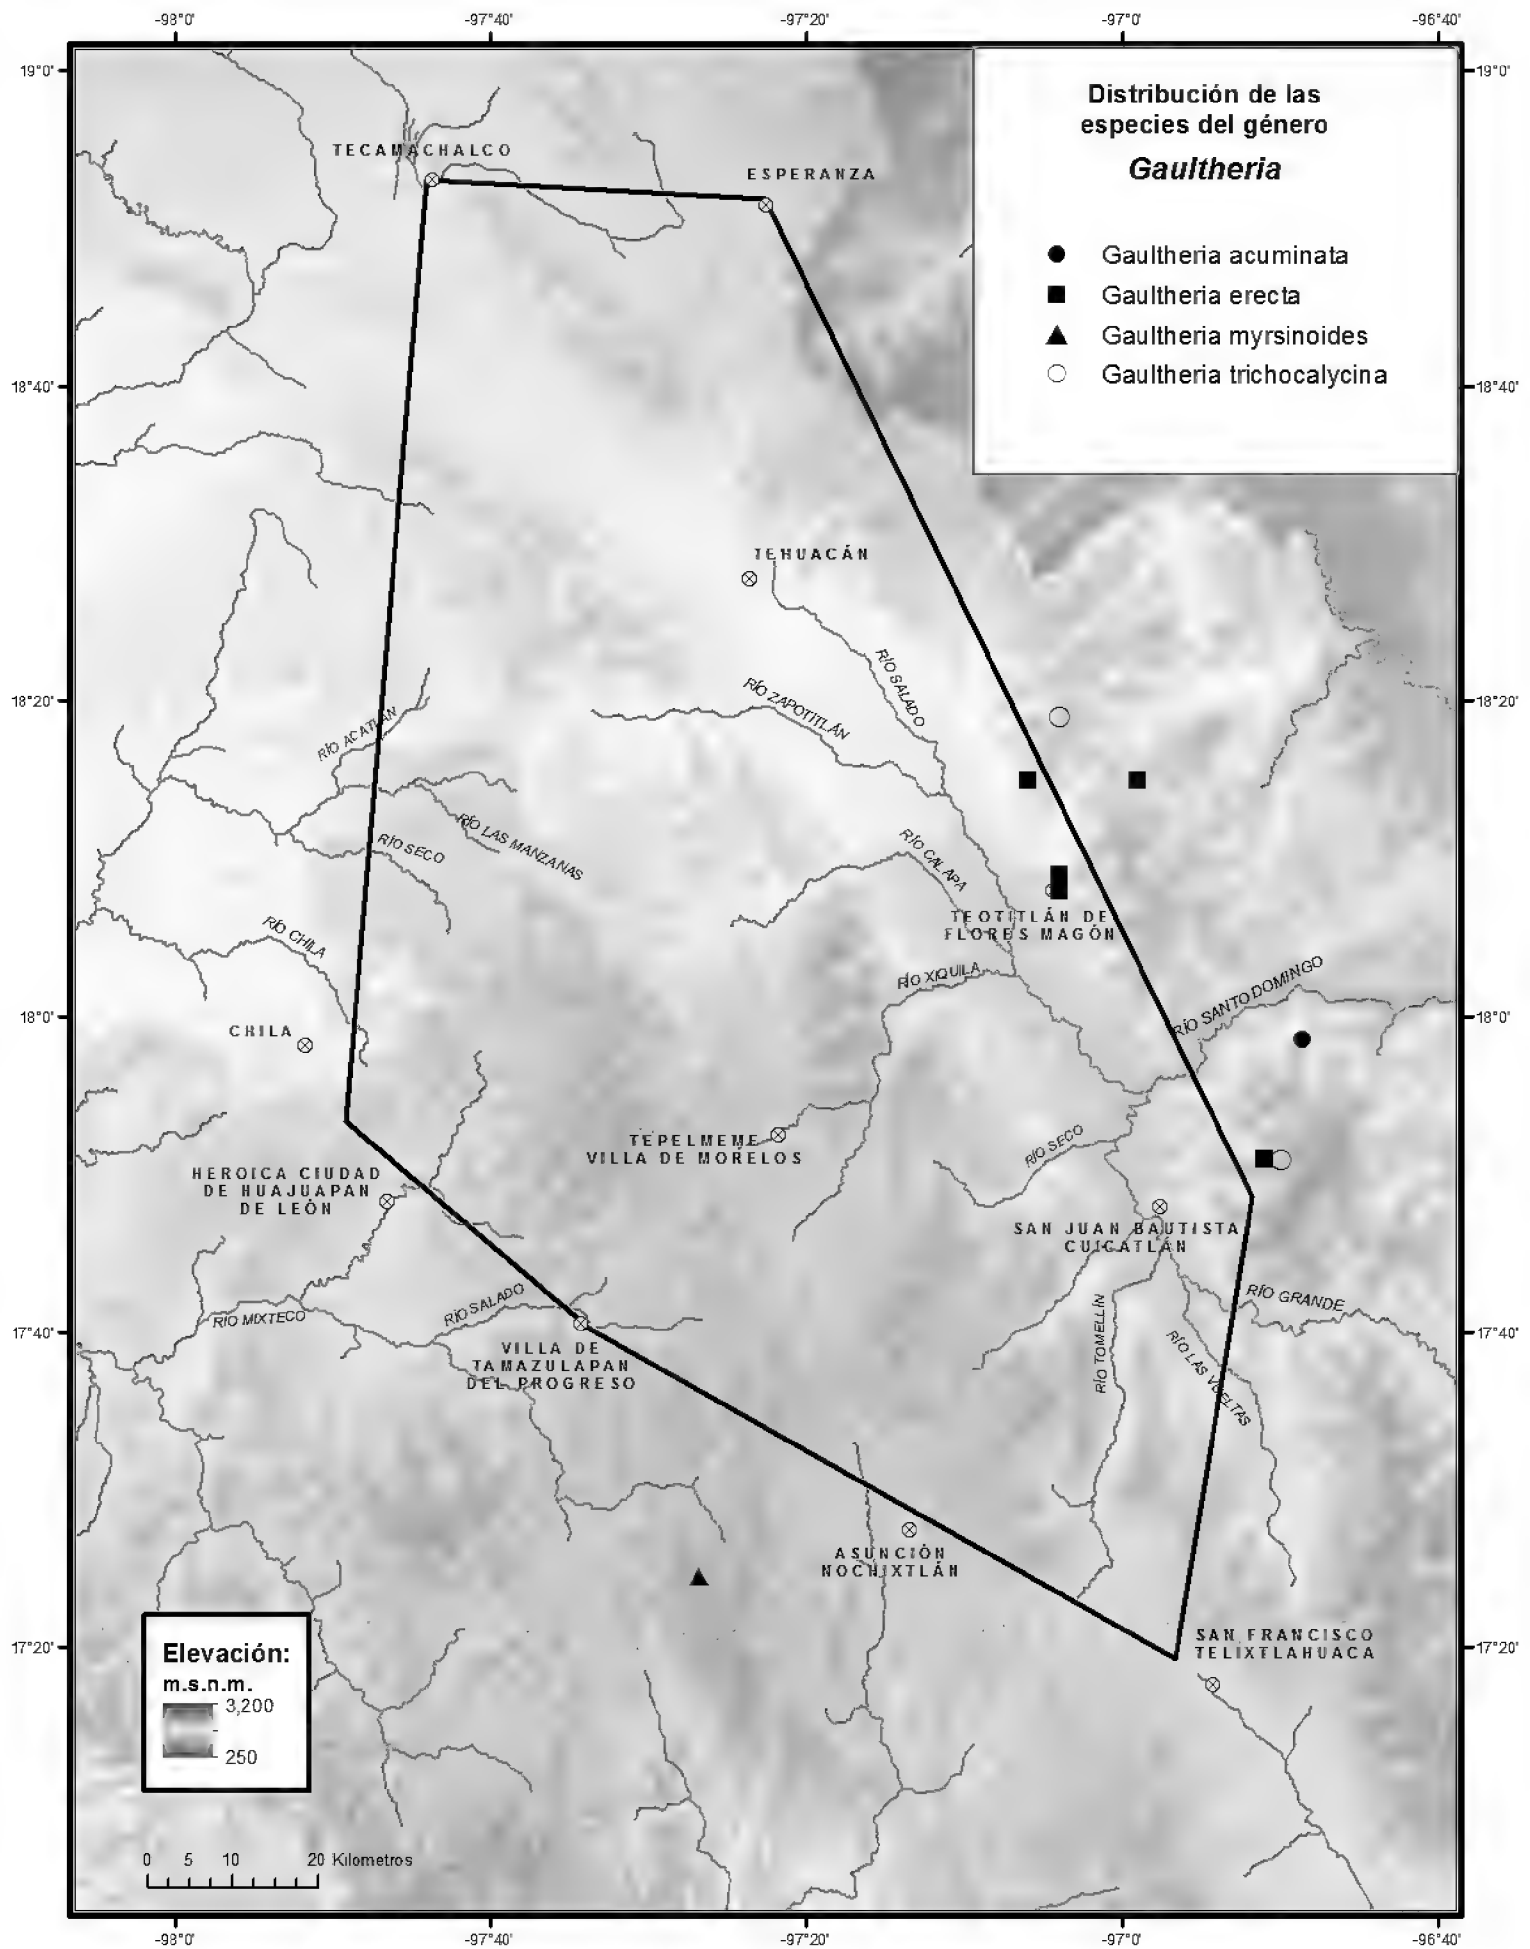 -98°0'
-97°40'
-97°20'
-97°0'
-96°40'
19°0'
19°0'
Distribución de las
especies del género
Gaultheria
Gaultheria acuminata
Gaultheria erecta
Gaultheria myrsinoides
Gaultheria trichocalycina
TECAMACHALCO
ESPERANZA
18°40'
18°40'
TEHUACÁN
RÍO SALADO
RÍO ZAPOTITLÁN
18°20'
18°20'
RÍO ACATLÁN
RÍO LAS MANZANAS
RÍO SECO
RÍO CALAPA
TEOTITLÁN DE
FLORES MAGÓN
RÍO CHILA
RÍO XIQUILA
RÍO SANTO DOMINGO
18°0'
18°0'
CHILA
TEPELMEME
VILLA DE MORELOS
RÍO SECO
HEROICA CIUDAD
DE HUAJUAPAN
DE LEÓN
SAN JUAN BAUTISTA
CUICATLÁN
RÍO SALADO
RÍO MIXTECO
RÍO GRANDE
17°40'
17°40'
VILLA DE
TAMAZULAPAN
DEL PROGRESO
RÍO TOMELLÍN
RÍO LAS VUELTAS
ASUNCIÓN
NOCHIXTLÁN
17°20'
17°20'
SAN FRANCISCO
TELIXTLAHUACA
Elevación:
m.s.n.m.
3,200
250
0 5 10 20 Kilometros
-98°0'
-97°40'
-97°20'
-97°0'
-96°40'